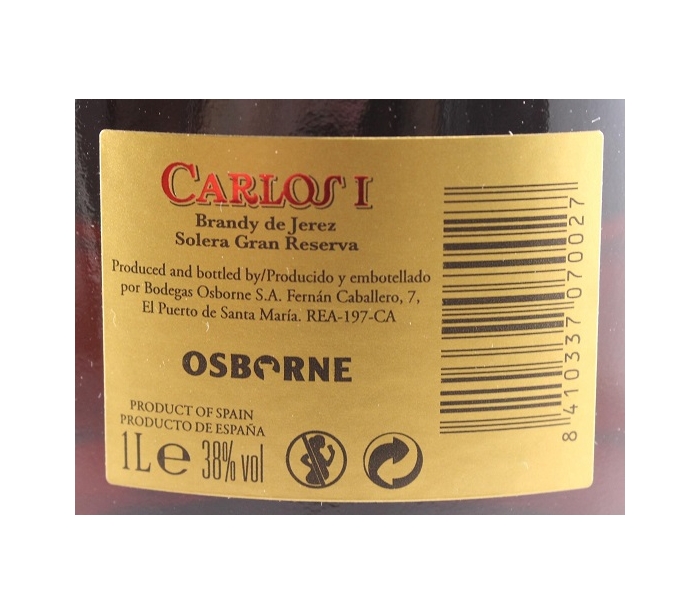 CARLOS I
Brandy de Jerez
Solera Gran Reserva
Produced and bottled by/Producido y embotellado
por Bodegas Osborne S.A. Fernán Caballero, 7,
El Puerto de Santa María. REA-197-CA
OSBORNE
PRODUCT OF SPAIN
PRODUCTO DE ESPAÑA
1L e 38% vol
8 410337 070027